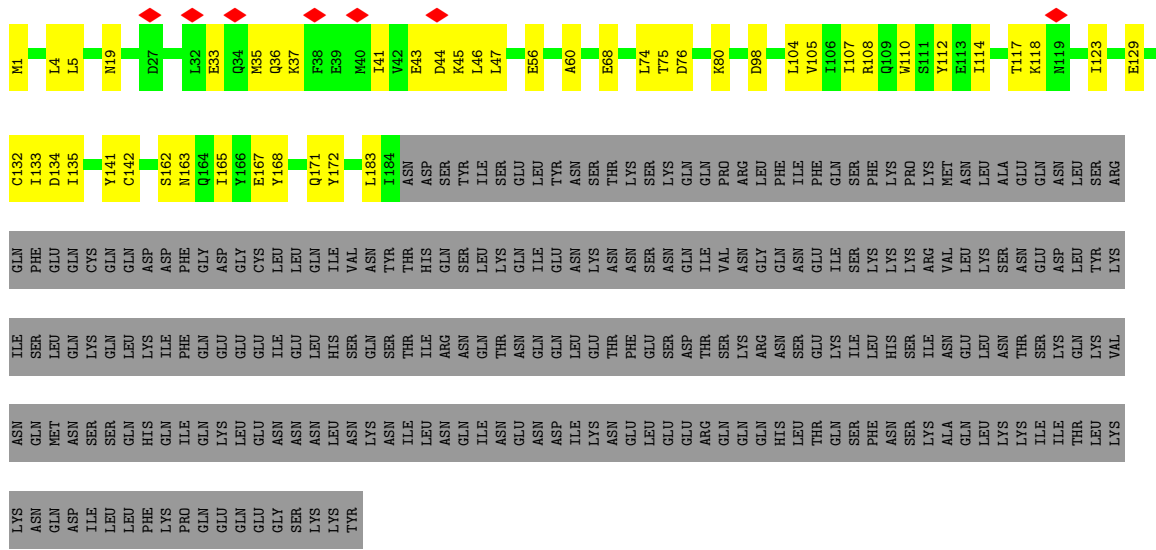 M1 L4 L5 N19 D27 L32 E33 Q34 M35 Q36 K37 F38 E39 M40 I41 V42 E43 D44 K45 L46 L47 E56 A60 E68 L74 T75 D76 K80 D98 L104 V105 I106 I107 R108 Q109 W110 S111 Y112 E113 I114 T117 K118 N119 I123 E129
C132 I133 D134 I135 Y141 C142 S162 N163 Q164 I165 Y166 E167 Y168 Q171 Y172 L183 I184 ASN ASP SER TYR ILE SER GLU LEU TYR ASN SER THR LYS SER LYS GLN GLN PRO ARG LEU PHE ILE PHE GLN SER PHE LYS PRO LYS MET ASN LEU ALA GLU GLN ASN LEU SER ARG
GLN PHE GLU GLN CYS GLN GLN ASP ASP PHE GLY ASP GLY CYS LEU LEU GLN ILE VAL ASN TYR THR HIS GLN SER LEU LYS GLN ILE GLU ASN LYS ASN ASN SER ASN GLN ILE VAL ASN GLY GLN ASN GLU ILE SER LYS LYS LYS ARG VAL LEU LYS SER ASN GLU ASP LEU TYR LYS
ILE SER LEU GLN LYS GLN LEU LYS ILE PHE GLN GLU GLU GLU ILE GLU LEU HIS SER GLN SER THR ILE ARG ASN GLN THR ASN GLN GLN LEU GLU THR PHE GLU SER ASP THR SER LYS ARG ASN SER GLU LYS ILE LEU HIS SER ILE ASN GLU LEU ASN THR SER LYS GLN LYS VAL
ASN GLN MET ASN SER SER GLN HIS GLN ILE GLN LYS LEU GLU ASN ASN ASN LEU ASN LYS ASN ILE LEU ASN GLN ILE ASN GLU ASN ASP ILE LYS ASN GLU LEU GLU GLU ARG GLN GLN GLN HIS LEU THR GLN SER PHE ASN SER LYS ALA GLN LEU LYS LYS ILE ILE THR LEU LYS
LYS ASN GLN ASP ILE LEU LEU PHE LYS PRO GLN GLU GLN GLU GLY SER LYS LYS TYR